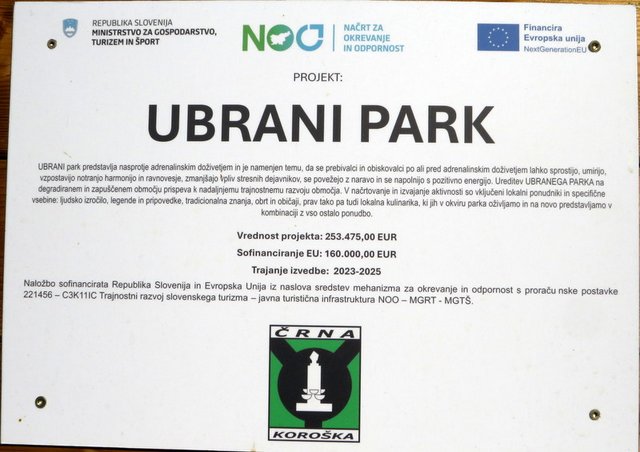 REPUBLIKA SLOVENIJA
MINISTRSTVO ZA GOSPODARSTVO,
TURIZEM IN ŠPORT
NOO
NAČRT ZA
OKREVANJE
IN ODPORNOST
Financira
Evropska unija
NextGenerationEU
PROJEKT:
UBRANI PARK
UBRANI park predstavlja nasprotje adrenalinskim doživetjem in je namenjen temu, da se prebivalci in obiskovalci po ali pred adrenalinskim doživetjem lahko sprostijo, umirijo,
vzpostavijo notranjo harmonijo in ravnovesje, zmanjšajo vpliv stresnih dejavnikov, se povežejo z naravo in se napolnijo s pozitivno energijo. Ureditev UBRANEGA PARKA na
degradiranem in zapuščenem območju prispeva k nadaljnjemu trajnostnemu razvoju območja. V načrtovanje in izvajanje aktivnosti so vključeni lokalni ponudniki in specifične
vsebine: ljudsko izročilo, legende in pripovedke, tradicionalna znanja, obrt in običaji, prav tako pa tudi lokalna kulinarika, ki jih v okviru parka oživljamo in na novo predstavljamo v
kombinaciji z vso ostalo ponudbo.
Vrednost projekta: 253.475,00 EUR
Sofinanciranje EU: 160.000,00 EUR
Trajanje izvedbe: 2023-2025
Naložbo sofinancirata Republika Slovenija in Evropska Unija iz naslova sredstev mehanizma za okrevanje in odpornost s proraču nske postavke
221456 – C3K11IC Trajnostni razvoj slovenskega turizma – javna turistična infrastruktura NOO – MGRT - MGTŠ.
ČRNA
KOROŠKA